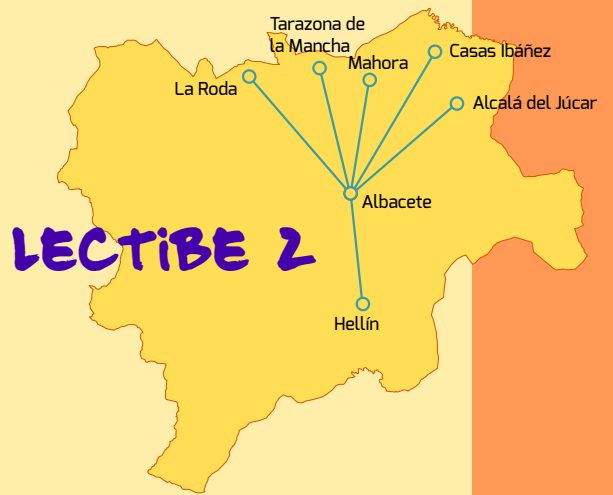 Tarazona de
la Mancha
Casas Ibáñez
Mahora
La Roda
Alcalá del Júcar
Albacete
LECTIBE 2
Hellín